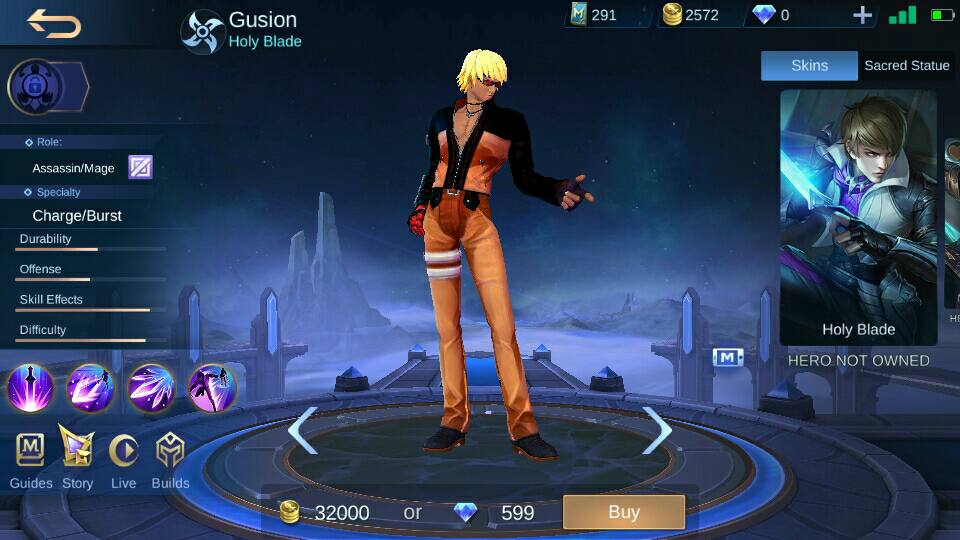 Gusion
Holy Blade
291
2572
0
Skins
Sacred Statue
Role:
Assassin/Mage
Specialty
Charge/Burst
Durability
Offense
Skill Effects
Difficulty
Holy Blade
HERO NOT OWNED
M
M
Guides
Story
Live
Builds
32000 or 599
Buy